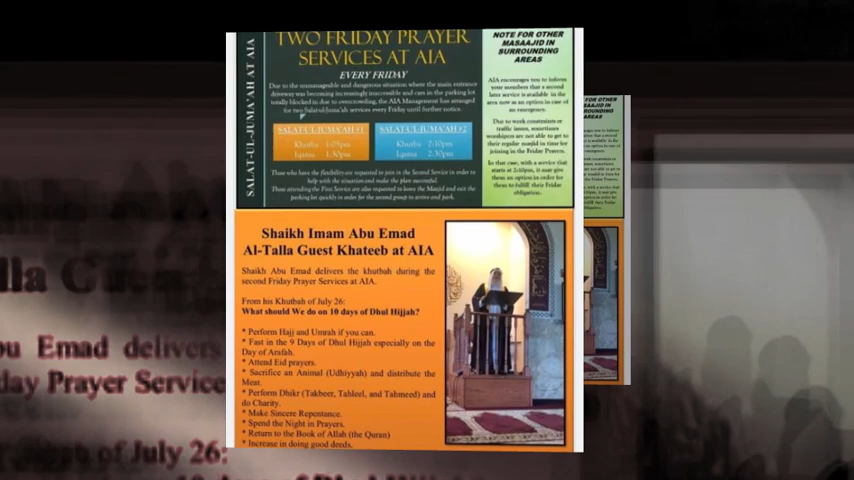 SALAT-UL-JUMA'AH AT AIA
TWO FRIDAY PRAYER
SERVICES AT AIA
EVERY FRIDAY
Due to the unmanageable and dangerous situation where the main entrance
driveway was becoming increasingly inaccessible and cars in the parking lot
totally blocked in due to overcrowding, the AIA Management has arranged
for two Salat-ul-Juma'ah services every Friday until further notice.
SALAT-UL JUMA'AH #1
Khutba 1:05pm
Iqama 1:30pm
SALAT-UL JUMA'AH #2
Khutba 2:10pm
Iqama 2:30pm
Those who have the flexibility are requested to join in the Second Service in order to
help with the situation and make the plan successful.
Those attending the First Service are also requested to leave the Masjid and exit the
parking lot quickly in order for the second group to arrive and park.
NOTE FOR OTHER
MASAAJID IN
SURROUNDING
AREAS
AIA encourages you to inform
your members that a second
later service is available in the
area now as an option in case of
an emergency.
Due to work constraints or
traffic issues, sometimes
worshipers are not able to get to
their regular masjid in time for
joining in the Friday Prayers.
In that case, with a service that
starts at 2:10pm, it may give
them an option in order for
them to fulfill their Friday
obligation.
Shaikh Imam Abu Emad
Al-Talla Guest Khateeb at AIA
Shaikh Abu Emad delivers the khutbah during the
second Friday Prayer Services at AIA.
From his Khutbah of July 26:
What should We do on 10 days of Dhul Hijjah?
* Perform Hajj and Umrah if you can.
* Fast in the 9 Days of Dhul Hijjah especially on the
Day of Arafah.
* Attend Eid prayers.
* Sacrifice an Animal (Udhiyyah) and distribute the
Meat.
* Perform Dhikr (Takbeer, Tahleel, and Tahmeed) and
do Charity.
* Make Sincere Repentance.
* Spend the Night in Prayers.
* Return to the Book of Allah (the Quran)
* Increase in doing good deeds.